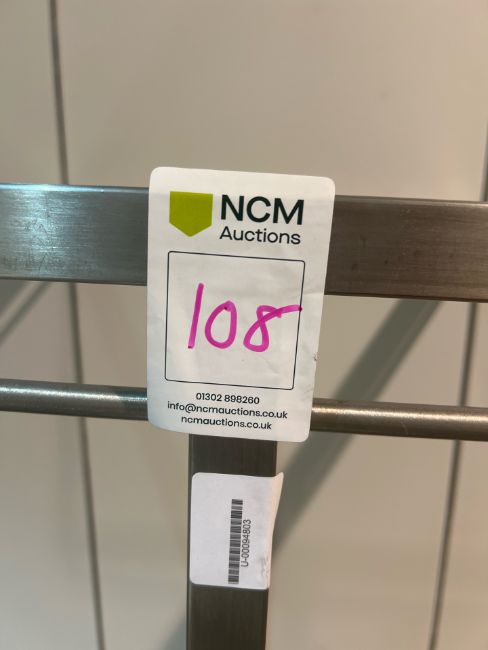 NCM
Auctions
108
01302 898260
info@ncmauctions.co.uk
ncmauctions.co.uk
U-00094803